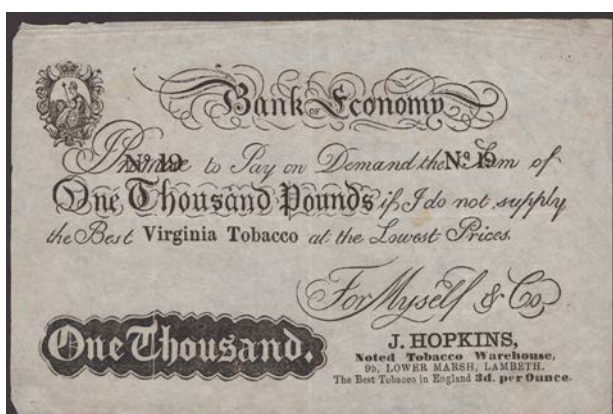 Bank of Economy
I Promise to Pay on Demand the Sum of
Nº 19 Nº 19
One Thousand Pounds if I do not supply
the Best Virginia Tobacco at the Lowest Prices.
For Myself & Co
One Thousand.
J. HOPKINS,
Noted Tobacco Warehouse,
LOWER MARSH, LAMBETH.
The Best Tobacco in England 3d. per Ounce.